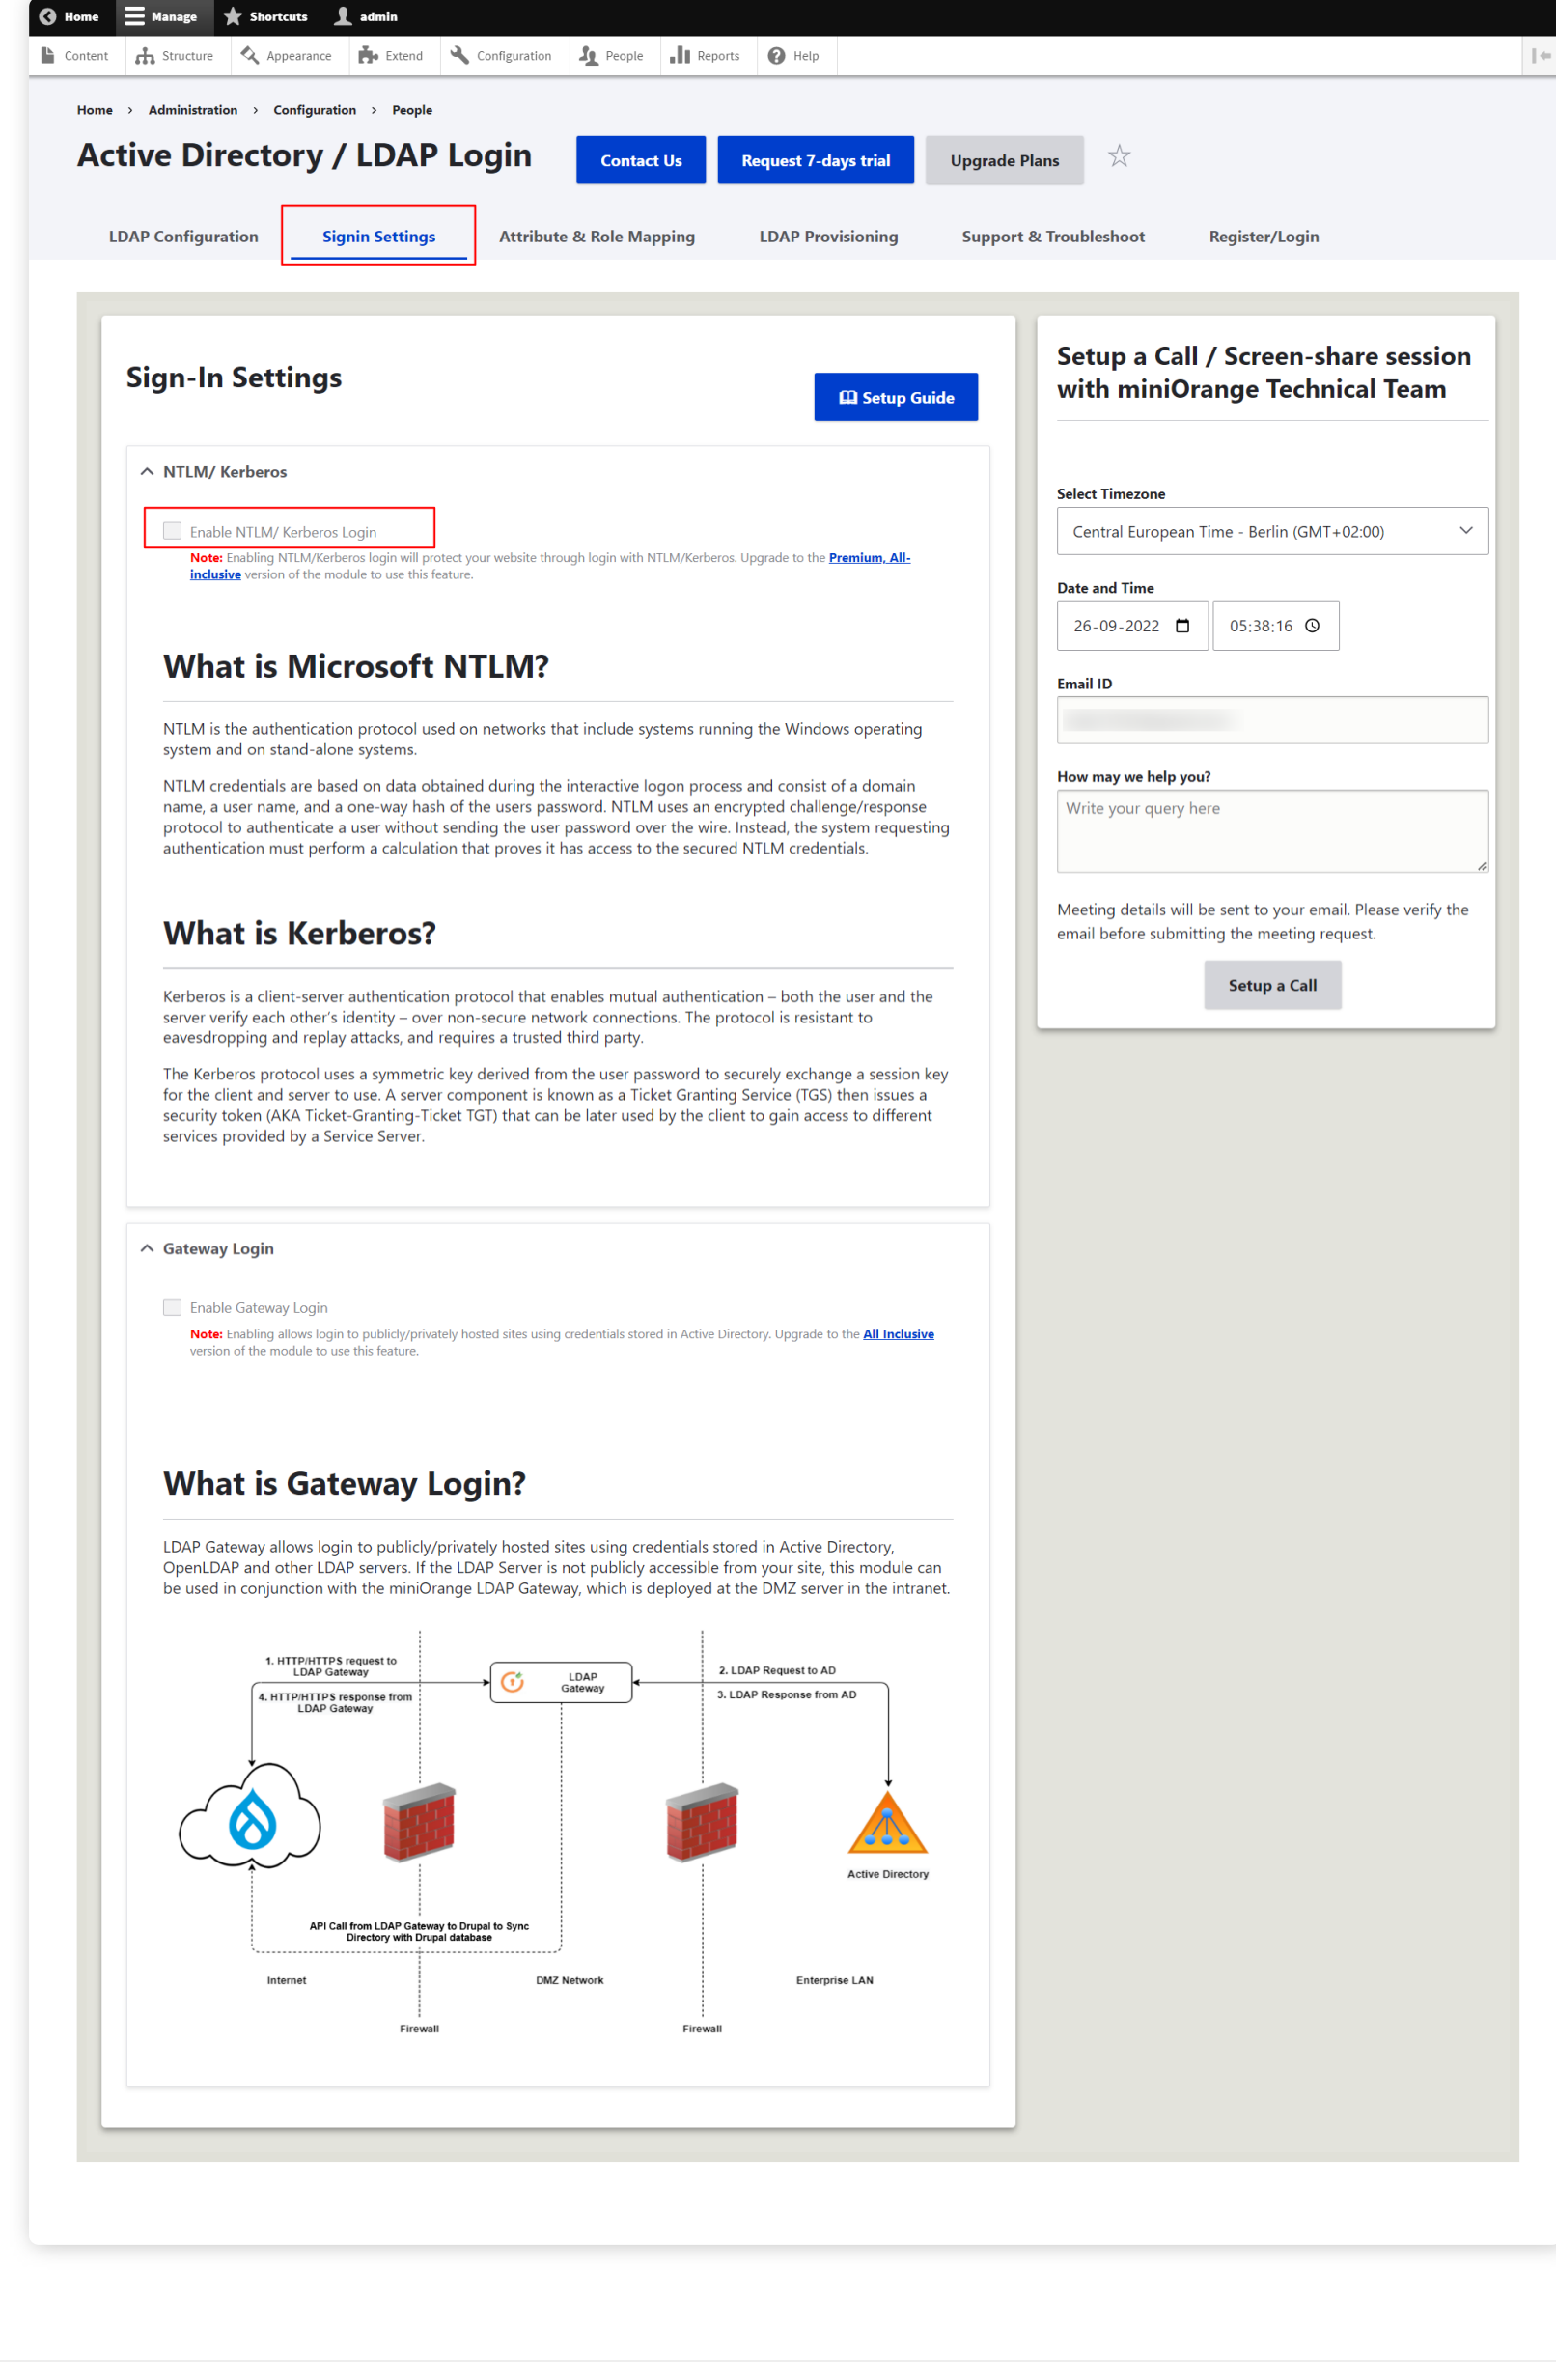 Home Manage Shortcuts admin
Content Structure Appearance Extend Configuration People Reports Help
Home > Administration > Configuration > People
Active Directory / LDAP Login Contact Us Request 7-days trial Upgrade Plans
LDAP Configuration Signin Settings Attribute & Role Mapping LDAP Provisioning Support & Troubleshoot Register/Login
Sign-In Settings
Setup Guide
NTLM/ Kerberos
Enable NTLM/ Kerberos Login
Note: Enabling NTLM/Kerberos login will protect your website through login with NTLM/Kerberos. Upgrade to the Premium, All-
inclusive version of the module to use this feature.
What is Microsoft NTLM?
NTLM is the authentication protocol used on networks that include systems running the Windows operating
system and on stand-alone systems.
NTLM credentials are based on data obtained during the interactive logon process and consist of a domain
name, a user name, and a one-way hash of the users password. NTLM uses an encrypted challenge/response
protocol to authenticate a user without sending the user password over the wire. Instead, the system requesting
authentication must perform a calculation that proves it has access to the secured NTLM credentials.
What is Kerberos?
Kerberos is a client-server authentication protocol that enables mutual authentication – both the user and the
server verify each other’s identity – over non-secure network connections. The protocol is resistant to
eavesdropping and replay attacks, and requires a trusted third party.
The Kerberos protocol uses a symmetric key derived from the user password to securely exchange a session key
for the client and server to use. A server component is known as a Ticket Granting Service (TGS) then issues a
security token (AKA Ticket-Granting-Ticket TGT) that can be later used by the client to gain access to different
services provided by a Service Server.
Gateway Login
Enable Gateway Login
Note: Enabling allows login to publicly/privately hosted sites using credentials stored in Active Directory. Upgrade to the All Inclusive
version of the module to use this feature.
What is Gateway Login?
LDAP Gateway allows login to publicly/privately hosted sites using credentials stored in Active Directory,
OpenLDAP and other LDAP servers. If the LDAP Server is not publicly accessible from your site, this module can
be used in conjunction with the miniOrange LDAP Gateway, which is deployed at the DMZ server in the intranet.
1. HTTP/HTTPS request to
LDAP Gateway
4. HTTP/HTTPS response from
LDAP Gateway
LDAP
Gateway
2. LDAP Request to AD
3. LDAP Response from AD
Active Directory
API Call from LDAP Gateway to Drupal to Sync
Directory with Drupal database
Internet DMZ Network Enterprise LAN
Firewall Firewall
Setup a Call / Screen-share session
with miniOrange Technical Team
Select Timezone
Central European Time - Berlin (GMT+02:00)
Date and Time
26-09-2022 05:38:16
Email ID
How may we help you?
Write your query here
Meeting details will be sent to your email. Please verify the
email before submitting the meeting request.
Setup a Call